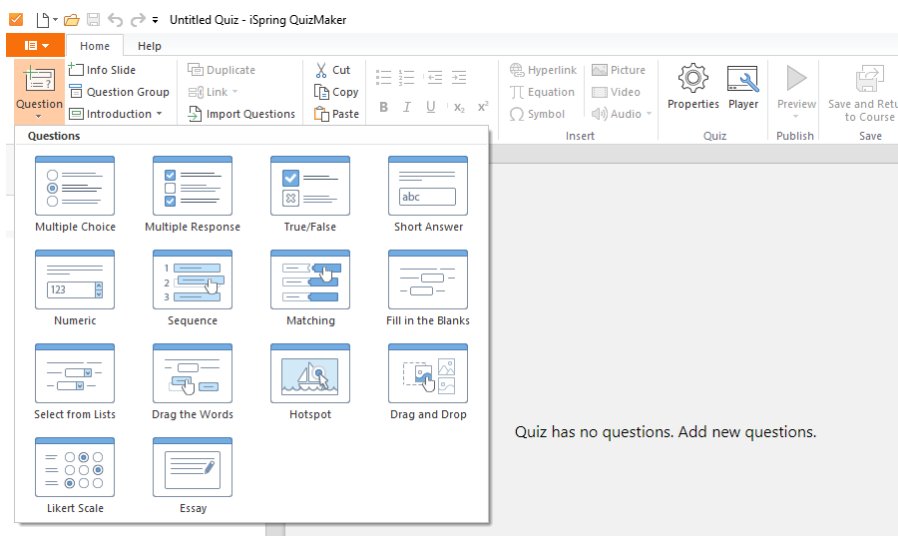 Untitled Quiz - iSpring QuizMaker
Home Help
Question
Info Slide
Question Group
Introduction
Duplicate
Link
Import Questions
Cut
Copy
Paste
B I U x₂ x²
Hyperlink
Equation
Symbol
Picture
Video
Audio
Insert
Properties Player
Quiz
Preview
Publish
Save and Retu
to Course
Save
Questions
Multiple Choice Multiple Response True/False abc Short Answer
123 Numeric 1 2 3 Sequence Matching Fill in the Blanks
Select from Lists Drag the Words Hotspot Drag and Drop
Likert Scale Essay
Quiz has no questions. Add new questions.